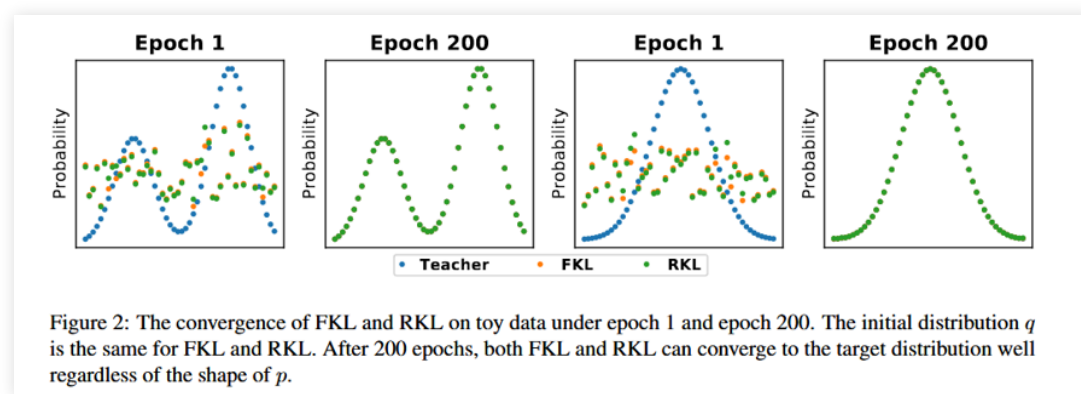 Epoch 1
Epoch 200
Epoch 1
Epoch 200
Probability
Probability
Probability
Probability
Teacher FKL RKL
Figure 2: The convergence of FKL and RKL on toy data under epoch 1 and epoch 200. The initial distribution q
is the same for FKL and RKL. After 200 epochs, both FKL and RKL can converge to the target distribution well
regardless of the shape of p.